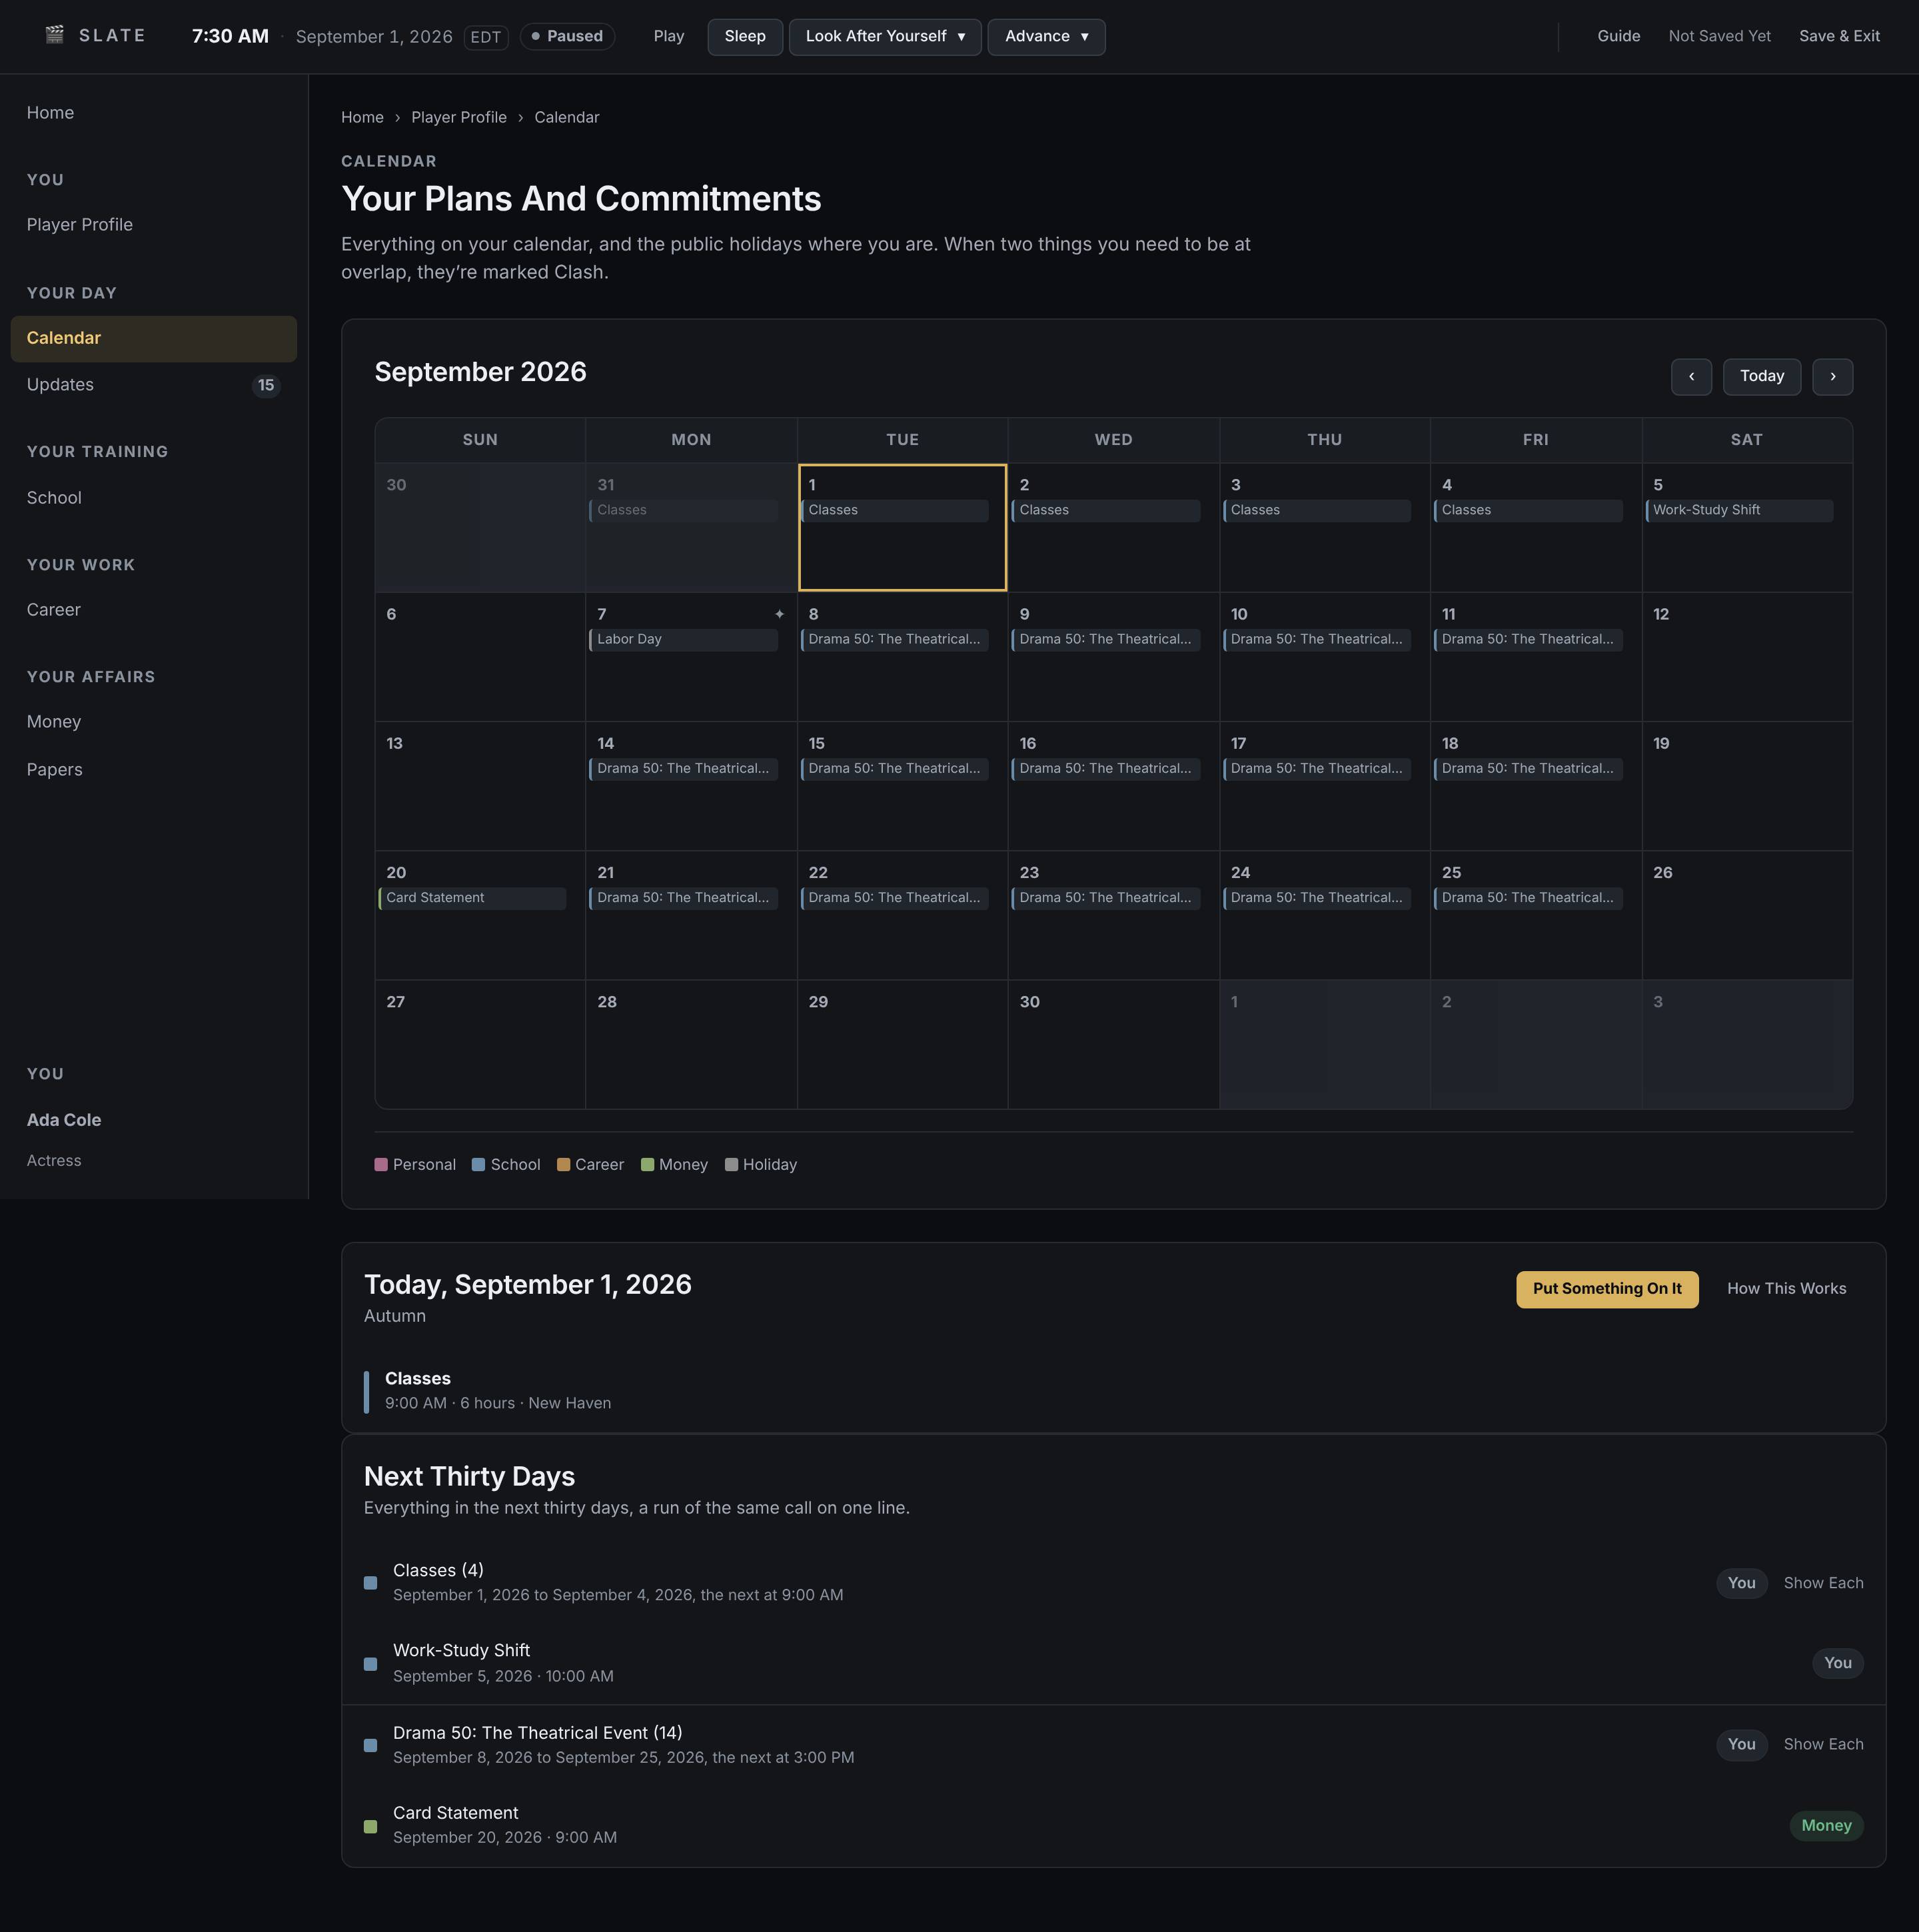 SLATE
7:30 AM · September 1, 2026 EDT Paused Play Sleep Look After Yourself ▾ Advance ▾ Guide Not Saved Yet Save & Exit
Home
YOU
Player Profile
YOUR DAY
Calendar
Updates 15
YOUR TRAINING
School
YOUR WORK
Career
YOUR AFFAIRS
Money
Papers
YOU
Ada Cole
Actress
Home › Player Profile › Calendar
CALENDAR
Your Plans And Commitments
Everything on your calendar, and the public holidays where you are. When two things you need to be at
overlap, they’re marked Clash.
September 2026 ‹ Today ›
SUN MON TUE WED THU FRI SAT
30 31 1 2 3 4 5
Classes Classes Classes Classes Classes Work-Study Shift
6 7 ✦ 8 9 10 11 12
Labor Day Drama 50: The Theatrical... Drama 50: The Theatrical... Drama 50: The Theatrical... Drama 50: The Theatrical...
13 14 15 16 17 18 19
Drama 50: The Theatrical... Drama 50: The Theatrical... Drama 50: The Theatrical... Drama 50: The Theatrical... Drama 50: The Theatrical...
20 21 22 23 24 25 26
Card Statement Drama 50: The Theatrical... Drama 50: The Theatrical... Drama 50: The Theatrical... Drama 50: The Theatrical... Drama 50: The Theatrical...
27 28 29 30 1 2 3
Personal School Career Money Holiday
Today, September 1, 2026 Put Something On It How This Works
Autumn
Classes
9:00 AM · 6 hours · New Haven
Next Thirty Days
Everything in the next thirty days, a run of the same call on one line.
Classes (4)
September 1, 2026 to September 4, 2026, the next at 9:00 AM You Show Each
Work-Study Shift
September 5, 2026 · 10:00 AM You
Drama 50: The Theatrical Event (14)
September 8, 2026 to September 25, 2026, the next at 3:00 PM You Show Each
Card Statement
September 20, 2026 · 9:00 AM Money